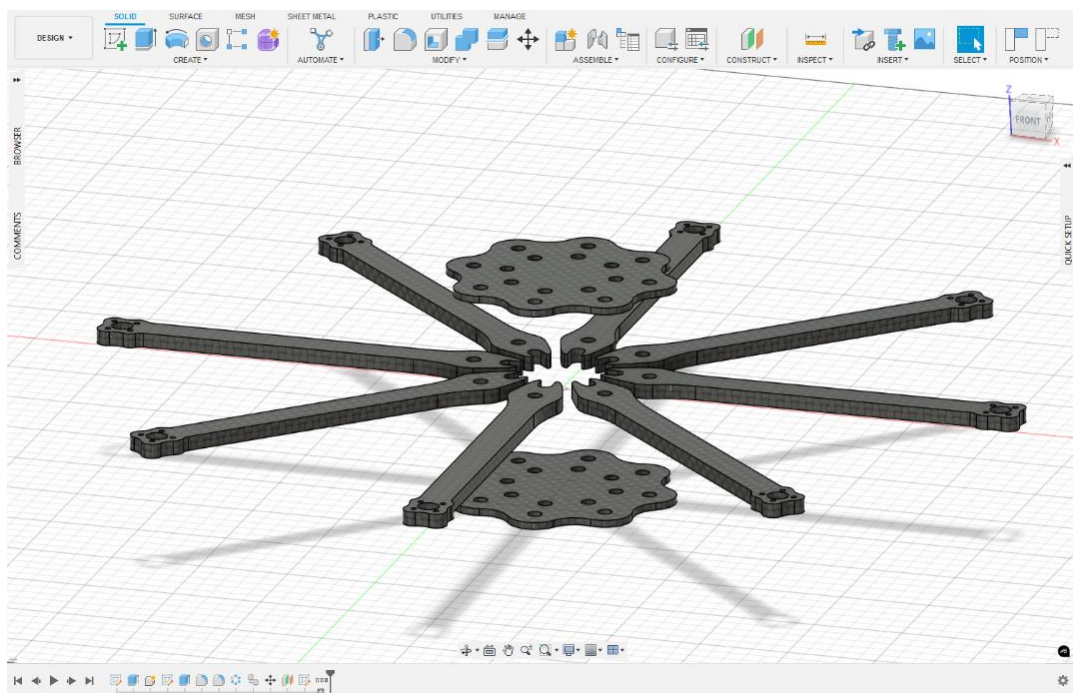 SOLID SURFACE MESH SHEET METAL PLASTIC UTILITIES MANAGE
DESIGN ▾
CREATE ▾ AUTOMATE ▾ MODIFY ▾ ASSEMBLE ▾ CONFIGURE ▾ CONSTRUCT ▾ INSPECT ▾ INSERT ▾ SELECT ▾ POSITION ▾
Z
FRONT
X
BROWSER
COMMENTS
QUICK SETUP